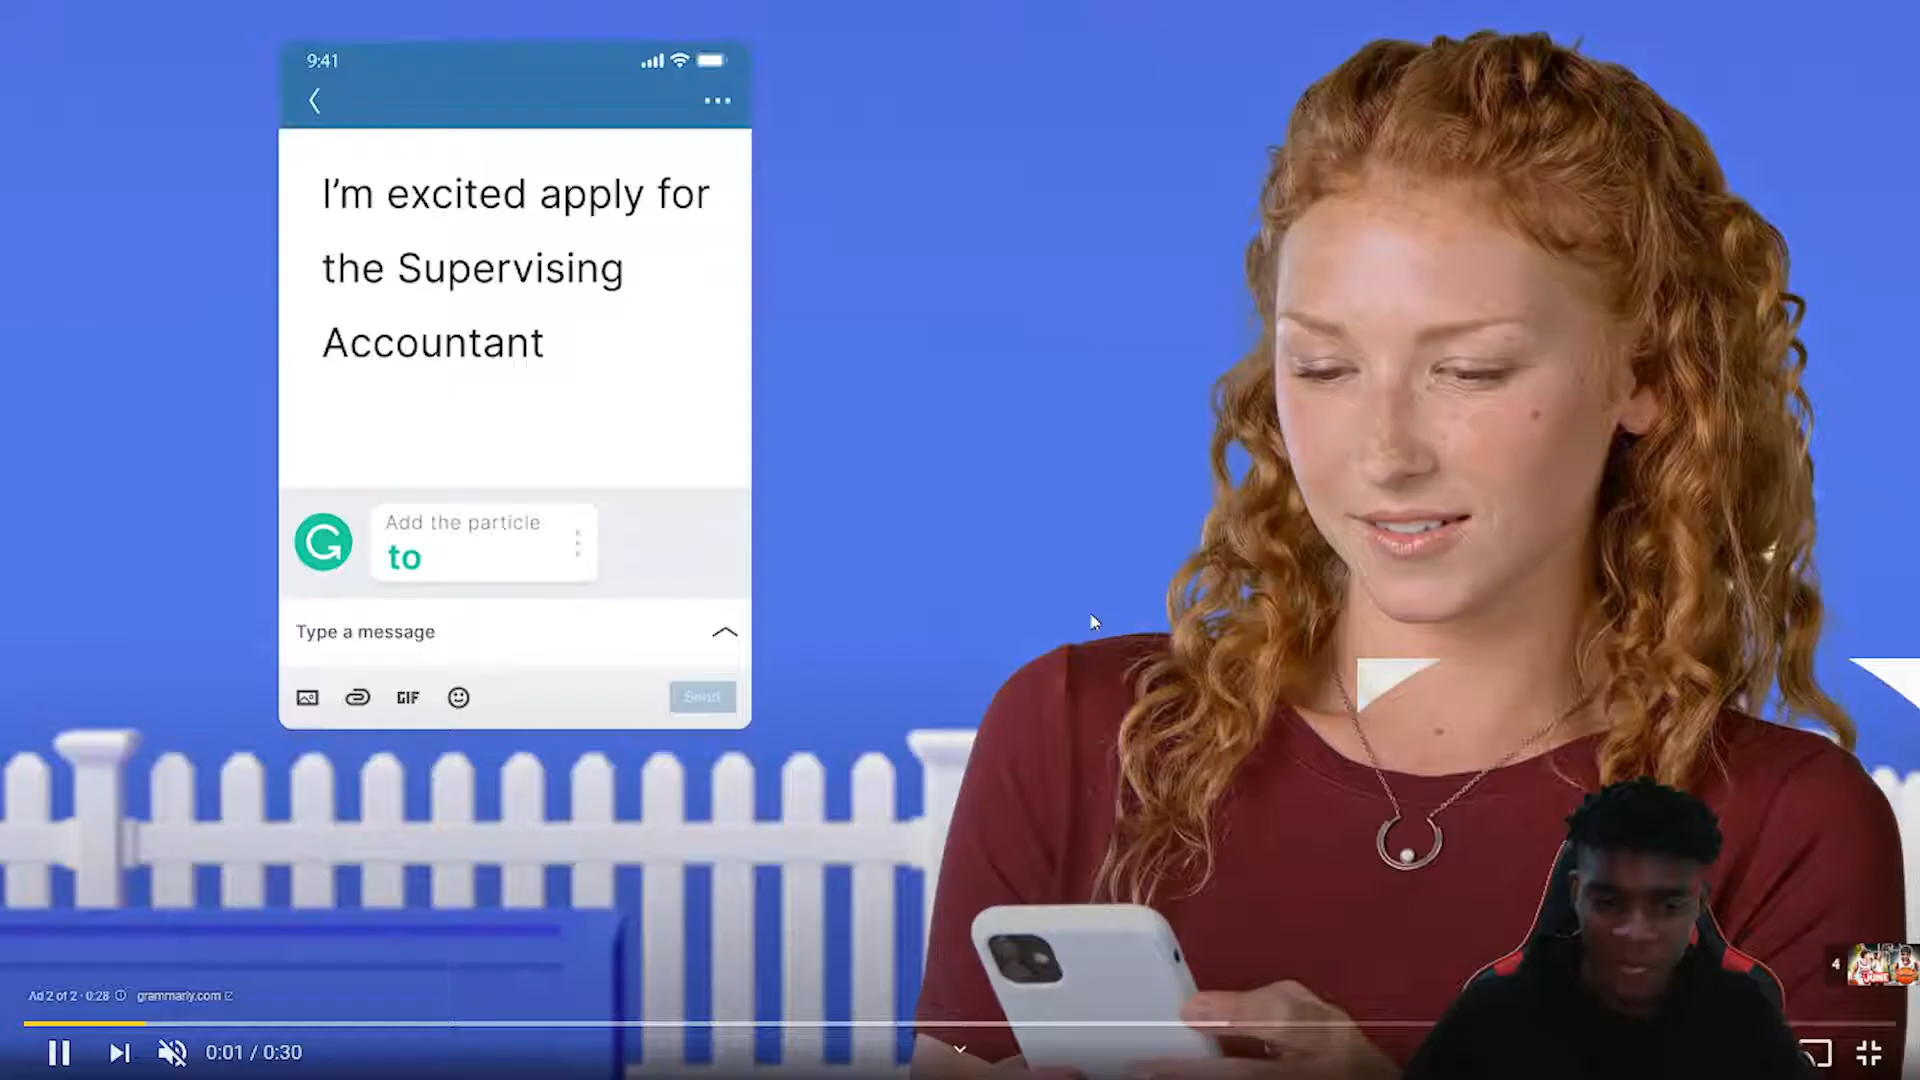 9:41
I'm excited apply for
the Supervising
Accountant
Add the particle
to
Type a message
GIF
Send
Ad 2 of 2 · 0:28
grammarly.com
0:01 / 0:30
4
JUNE